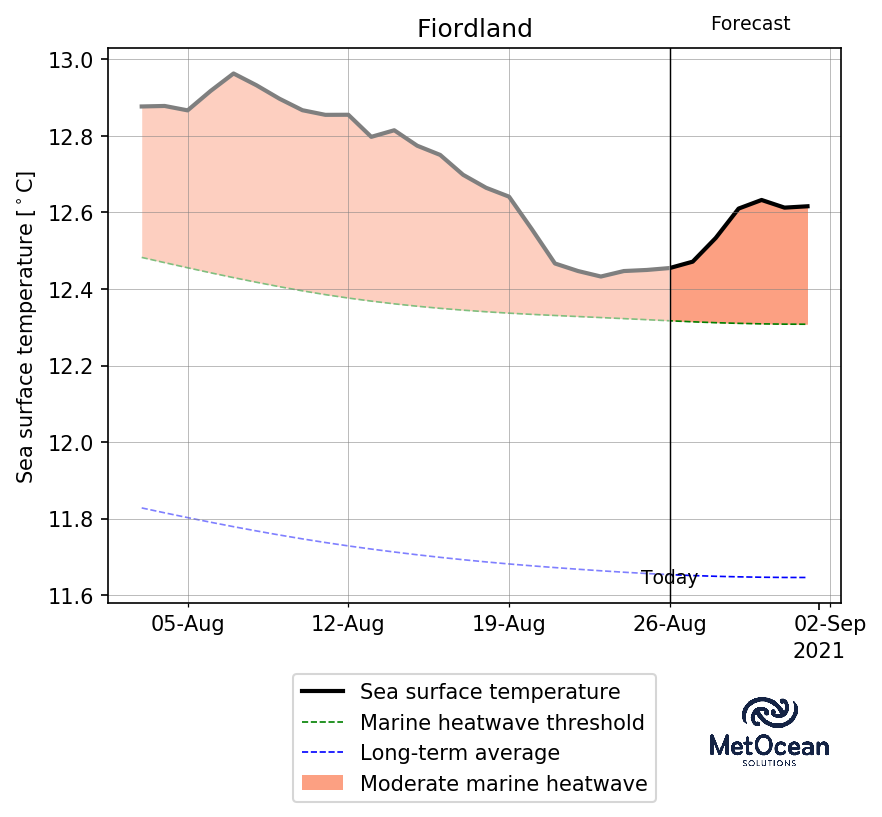 Fiordland
Forecast
Sea surface temperature [ ˚C]
13.0
12.8
12.6
12.4
12.2
12.0
11.8
11.6
Today
05-Aug
12-Aug
19-Aug
26-Aug
02-Sep
2021
Sea surface temperature
Marine heatwave threshold
Long-term average
Moderate marine heatwave
MetOcean
SOLUTIONS